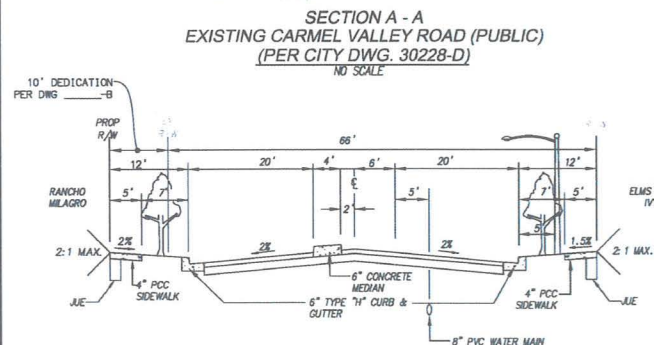 SECTION A - A
EXISTING CARMEL VALLEY ROAD (PUBLIC)
(PER CITY DWG. 30228-D)
NO SCALE
10' DEDICATION
PER DWG ______-B
PROP
R/W
66'
12'
20'
4'
6'
20'
12'
RANCHO
MILAGRO
5'
7'
℄
2'
5'
7'
5'
5'
ELMS
IV
2:1 MAX.
2%
2%
2%
1.5%
2:1 MAX.
4" PCC
SIDEWALK
6" CONCRETE
MEDIAN
4" PCC
SIDEWALK
JUE
6" TYPE "H" CURB &
GUTTER
JUE
8" PVC WATER MAIN